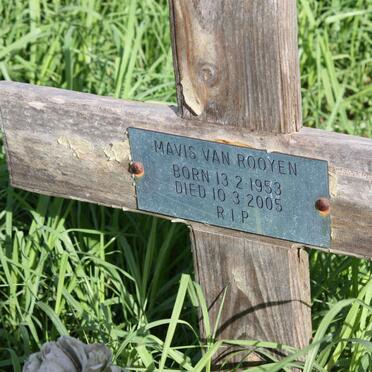 MAVIS VAN ROOYEN
BORN 13 2 1953
DIED 10 3 2005
R I P